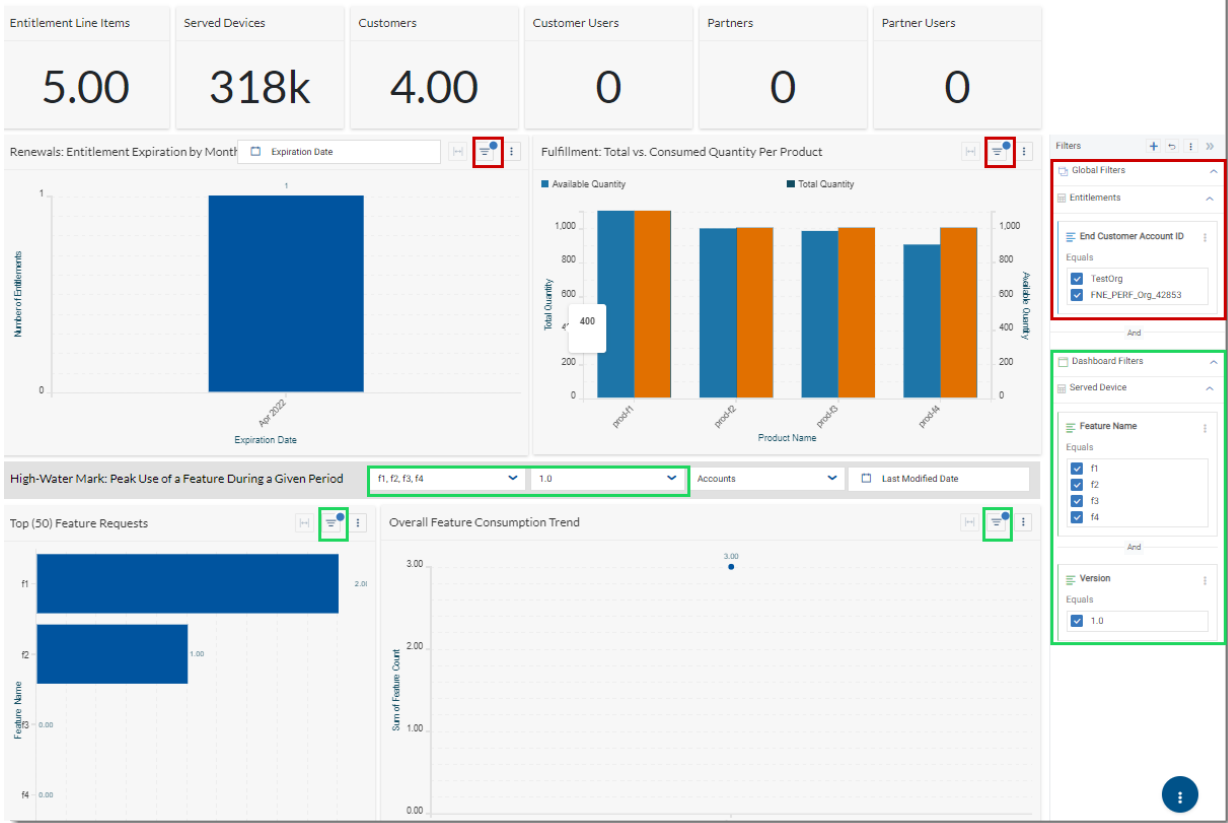 Entitlement Line Items
Served Devices
Customers
Customer Users
Partners
Partner Users
5.00
318k
4.00
0
0
0
Renewals: Entitlement Expiration by Month
Expiration Date
1
1
0
Number of Entitlements
Apr 2022
Expiration Date
Fulfillment: Total vs. Consumed Quantity Per Product
Available Quantity
Total Quantity
1,000
800
600
400
200
0
Total Quantity
1,000
800
600
400
200
0
Available Quantity
prod-f1
prod-f2
prod-f3
prod-f4
Product Name
Filters
Global Filters
Entitlements
End Customer Account ID
Equals
TestOrg
FNE_PERF_Org_42853
And
Dashboard Filters
Served Device
Feature Name
Equals
f1
f2
f3
f4
And
Version
Equals
1.0
High-Water Mark: Peak Use of a Feature During a Given Period
f1, f2, f3, f4
1.0
Accounts
Last Modified Date
Top (50) Feature Requests
Feature Name
f1
f2
f3
f4
1.00
0.00
0.00
Overall Feature Consumption Trend
3.00
2.00
1.00
0.00
Sum of Feature Count
3.00